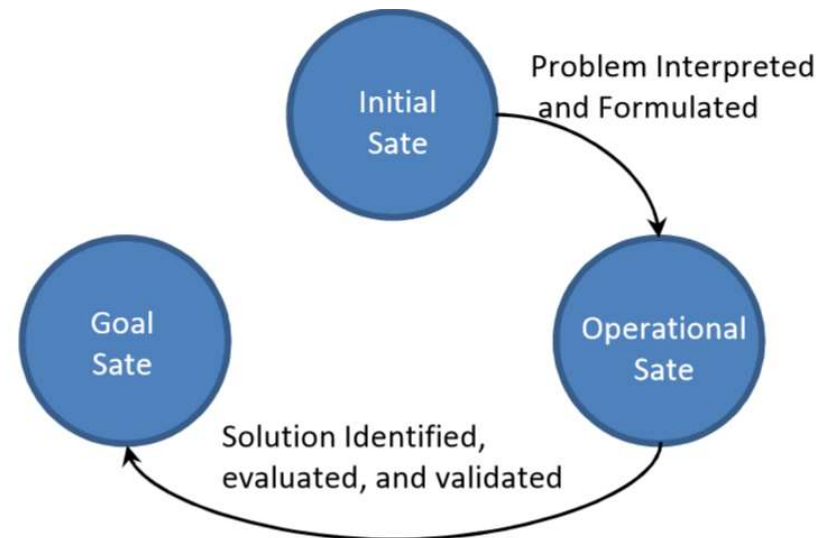 Initial
Sate
Problem Interpreted
and Formulated
Operational
Sate
Solution Identified,
evaluated, and validated
Goal
Sate